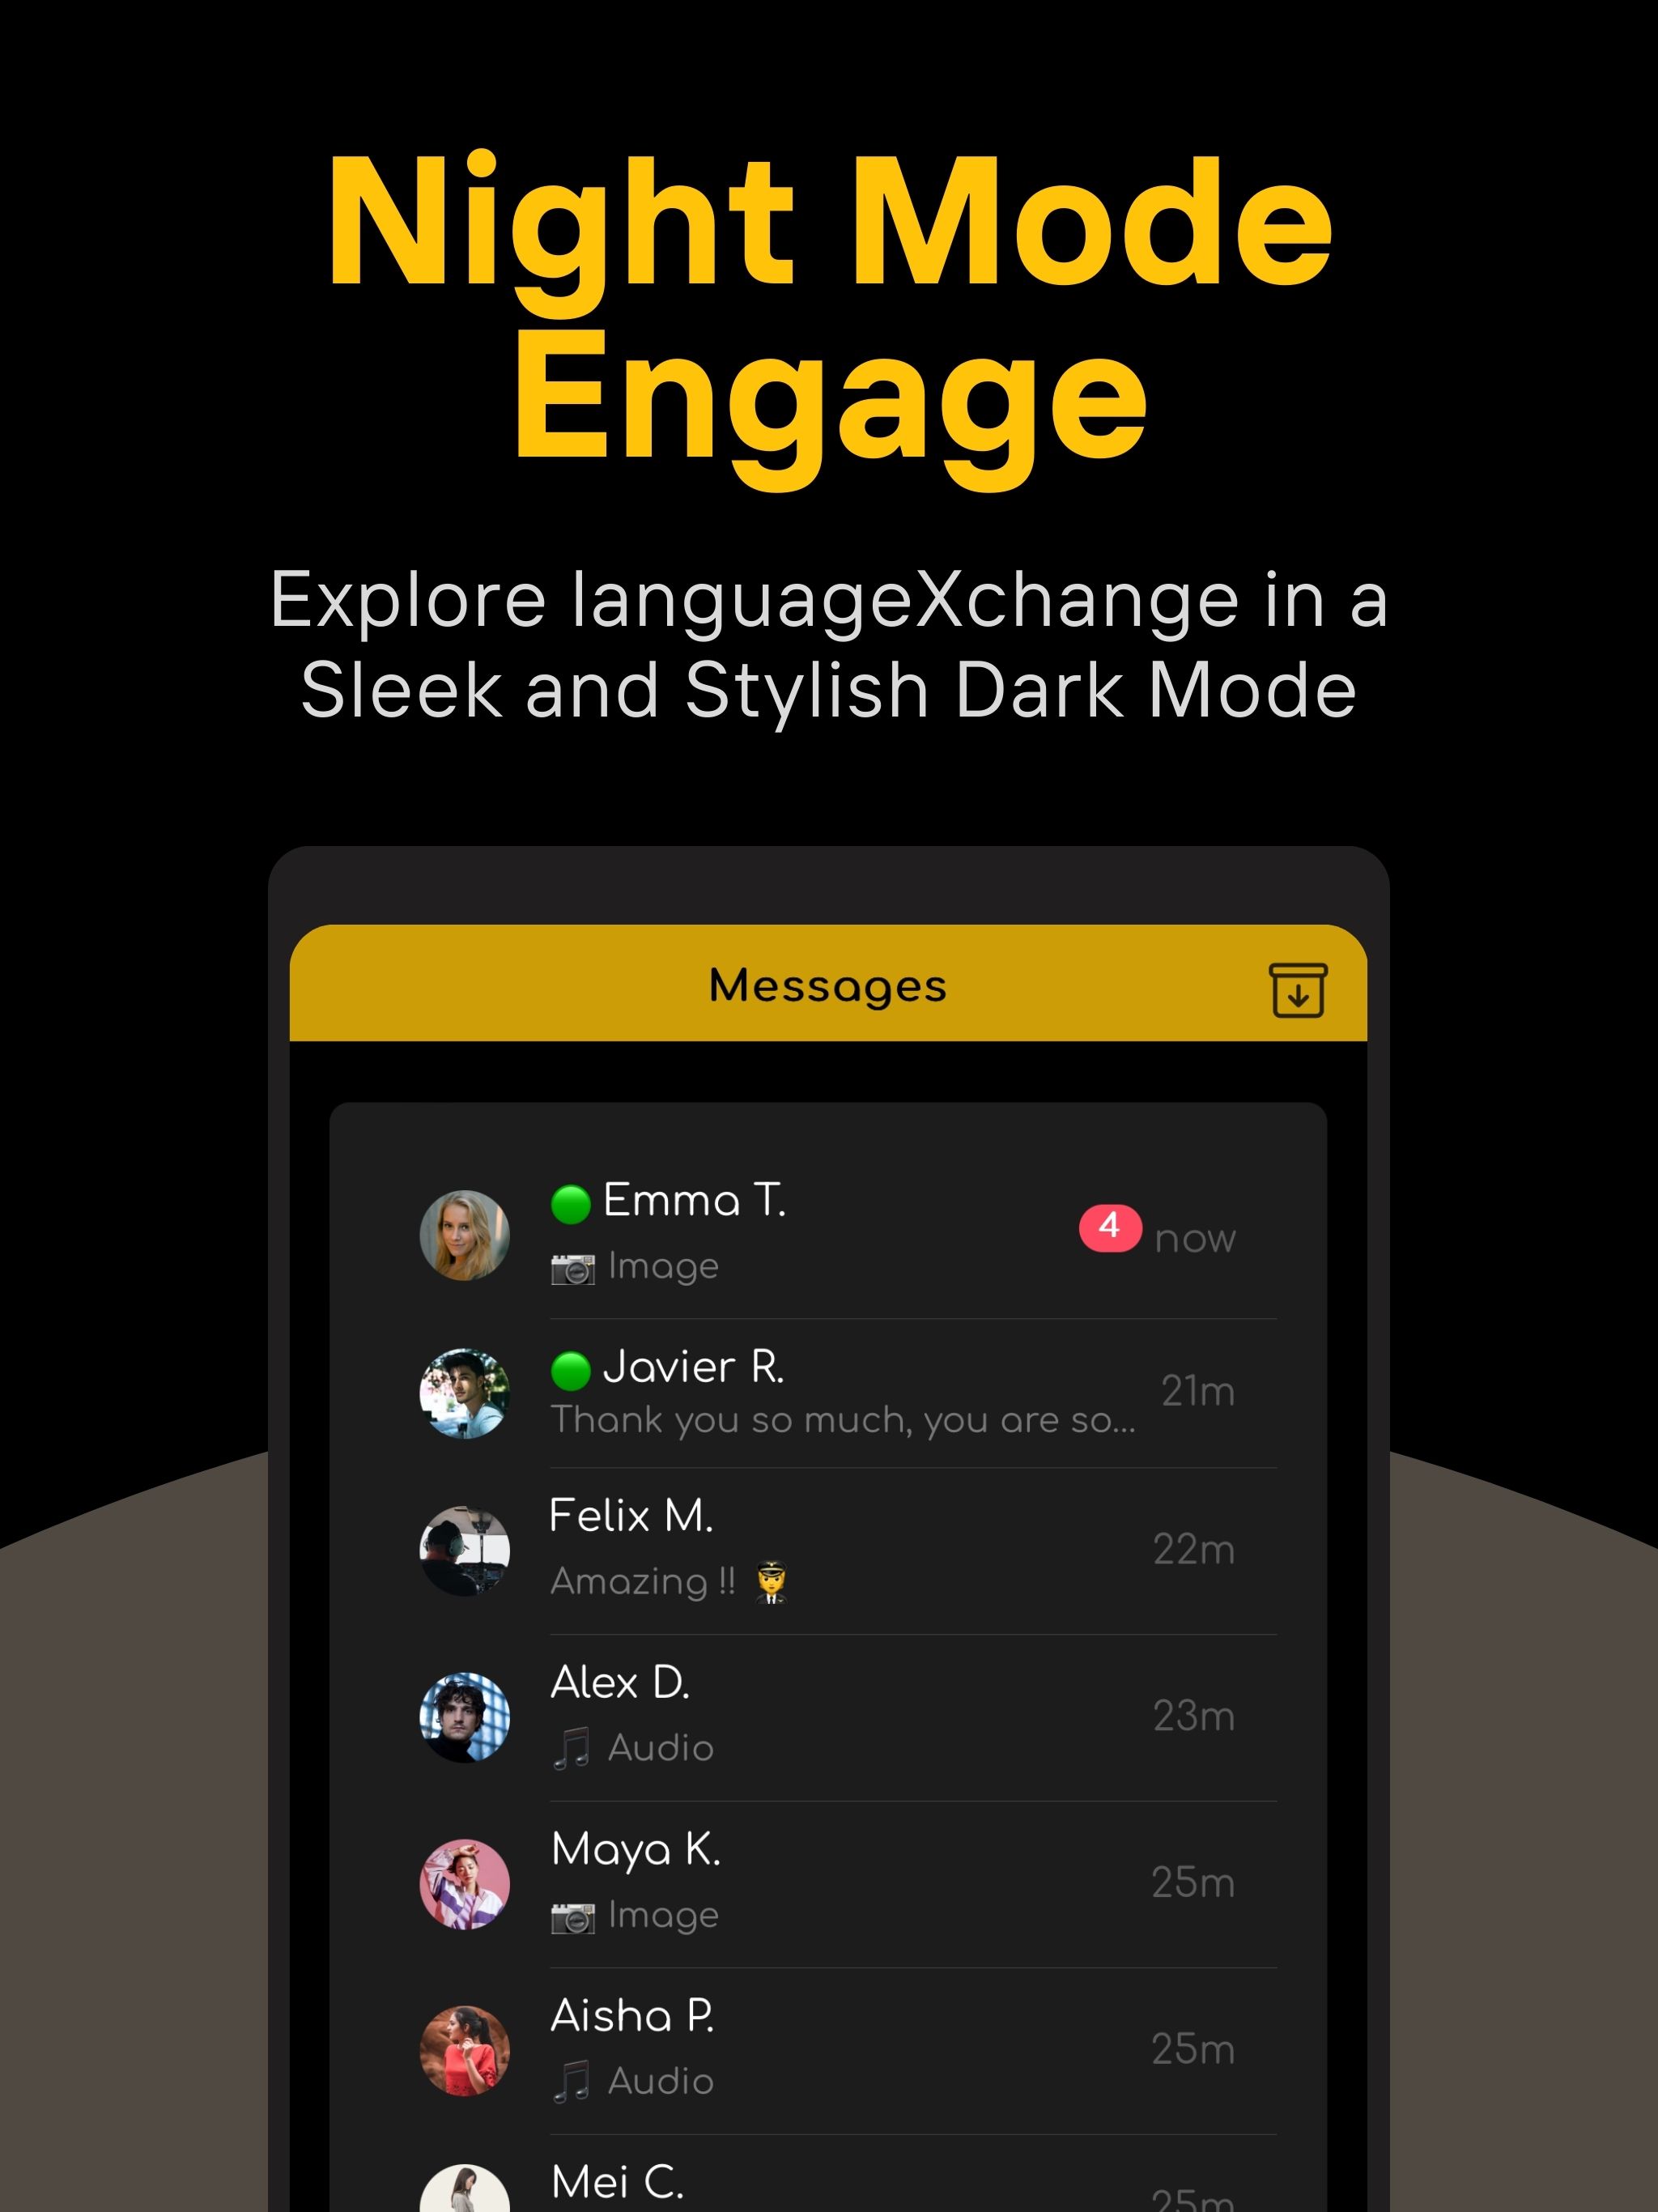 Night Mode
Engage
Explore languageXchange in a
Sleek and Stylish Dark Mode
Messages
Emma T.
4 now
Image
Javier R.
21m
Thank you so much, you are so...
Felix M.
22m
Amazing !!
Alex D.
23m
Audio
Maya K.
25m
Image
Aisha P.
25m
Audio
Mei C.
25m